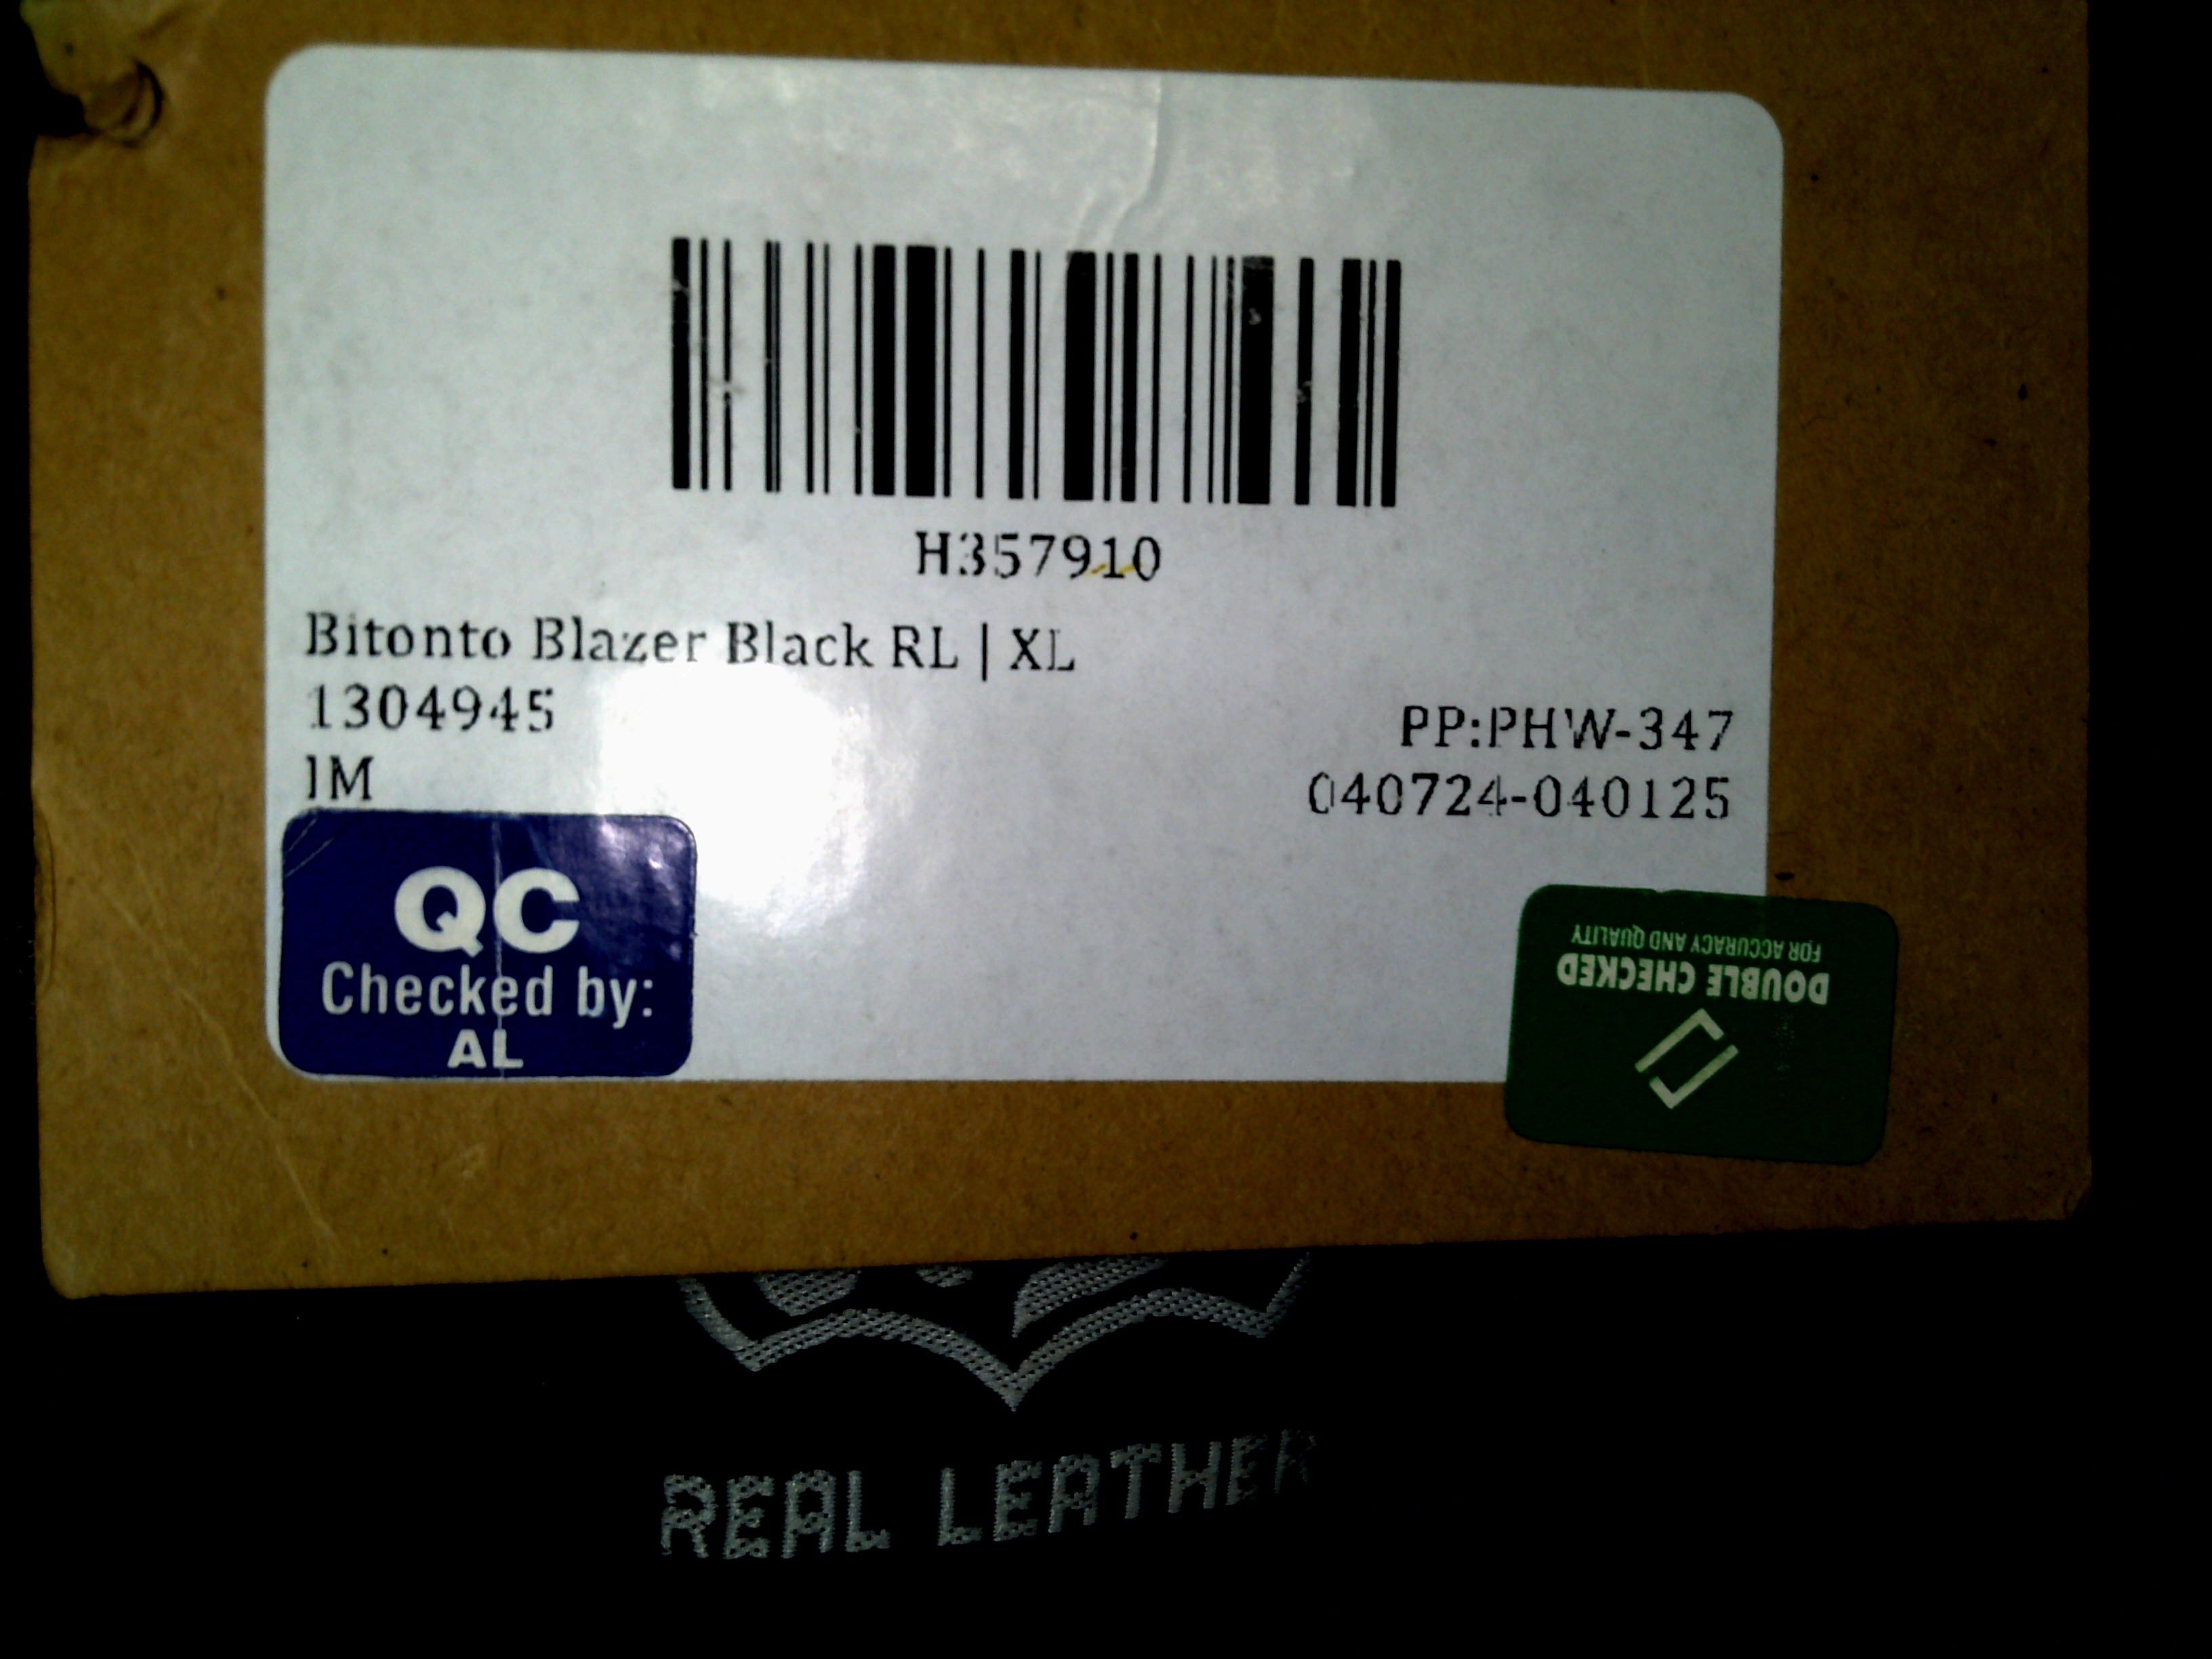 H357910
Bitonto Blazer Black RL | XL
1304945
PP:PHW-347
IM
040724-040125
QC
Checked by:
AL
DOUBLE CHECKED
FOR ACCURACY AND QUALITY
REAL LEATHER